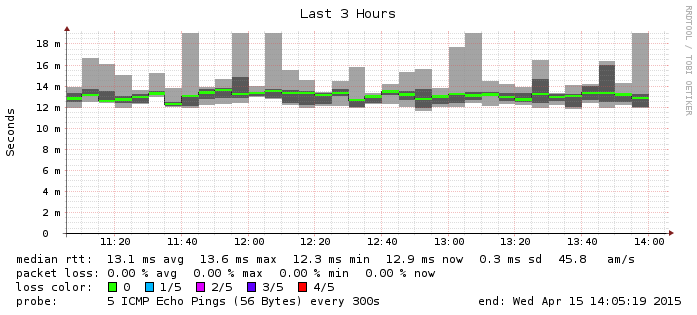 Last 3 Hours
RRDTOOL / TOBI OETIKER
Seconds
18 m
16 m
14 m
12 m
10 m
8 m
6 m
4 m
2 m
0
11:20 11:40 12:00 12:20 12:40 13:00 13:20 13:40 14:00
median rtt: 13.1 ms avg 13.6 ms max 12.3 ms min 12.9 ms now 0.3 ms sd 45.8 am/s
packet loss: 0.00 % avg 0.00 % max 0.00 % min 0.00 % now
loss color: 0 1/5 2/5 3/5 4/5
probe: 5 ICMP Echo Pings (56 Bytes) every 300s end: Wed Apr 15 14:05:19 2015